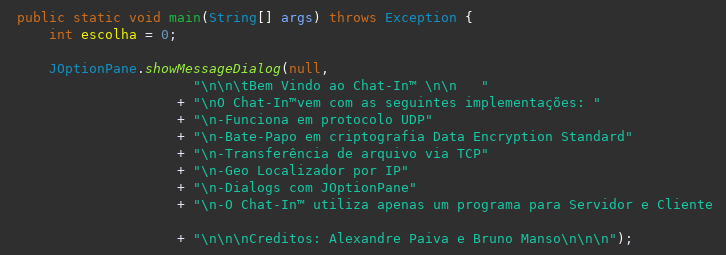 public static void main(String[] args) throws Exception {
int escolha = 0;
JOptionPane.showMessageDialog(null,
"\n\n\tBem Vindo ao Chat-In™ \n\n   "
+ "\nO Chat-In™vem com as seguintes implementações: "
+ "\n-Funciona em protocolo UDP"
+ "\n-Bate-Papo em criptografia Data Encryption Standard"
+ "\n-Transferência de arquivo via TCP"
+ "\n-Geo Localizador por IP"
+ "\n-Dialogs com JOptionPane"
+ "\n-O Chat-In™ utiliza apenas um programa para Servidor e Cliente
+ "\n\n\nCreditos: Alexandre Paiva e Bruno Manso\n\n\n");